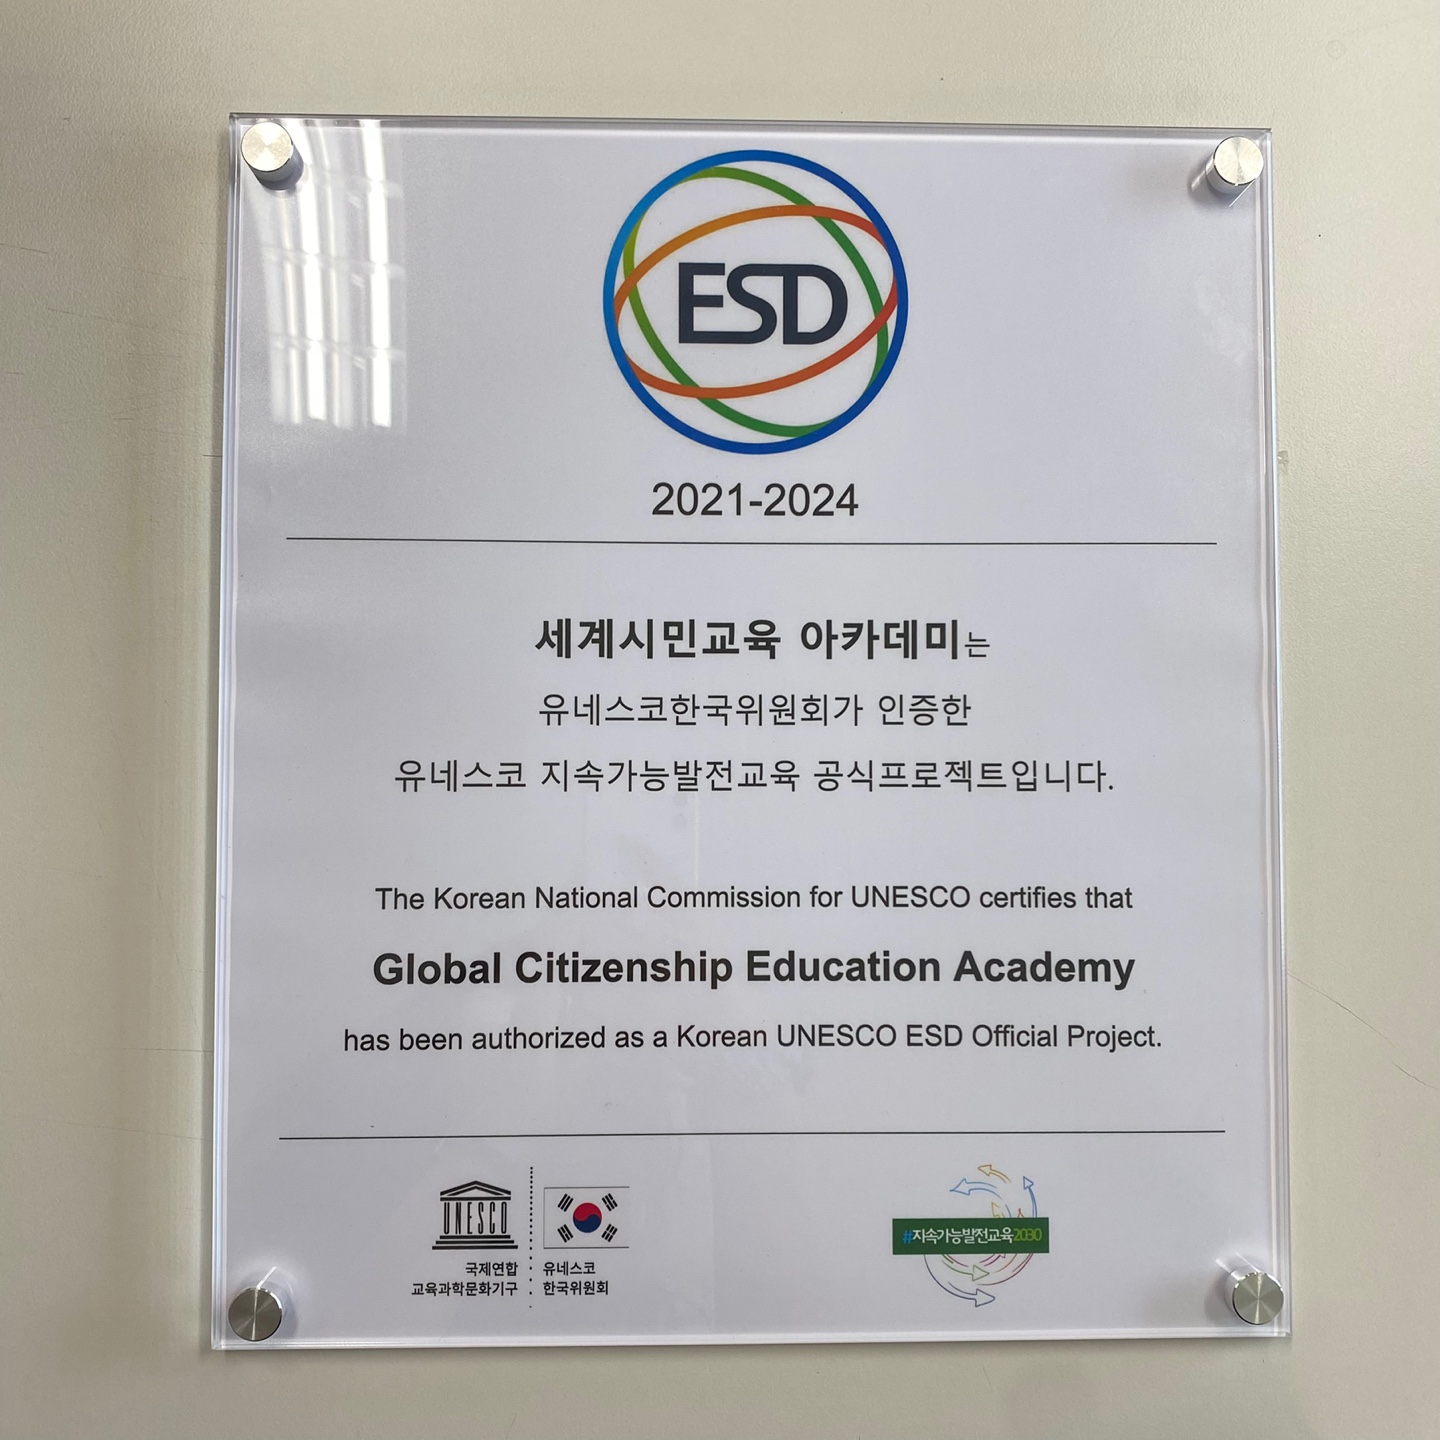 ESD
2021-2024
세계시민교육 아카데미는
유네스코한국위원회가 인증한
유네스코 지속가능발전교육 공식프로젝트입니다.
The Korean National Commission for UNESCO certifies that
Global Citizenship Education Academy
has been authorized as a Korean UNESCO ESD Official Project.
UNESCO
국제연합
교육과학문화기구
유네스코
한국위원회
#지속가능발전교육2030